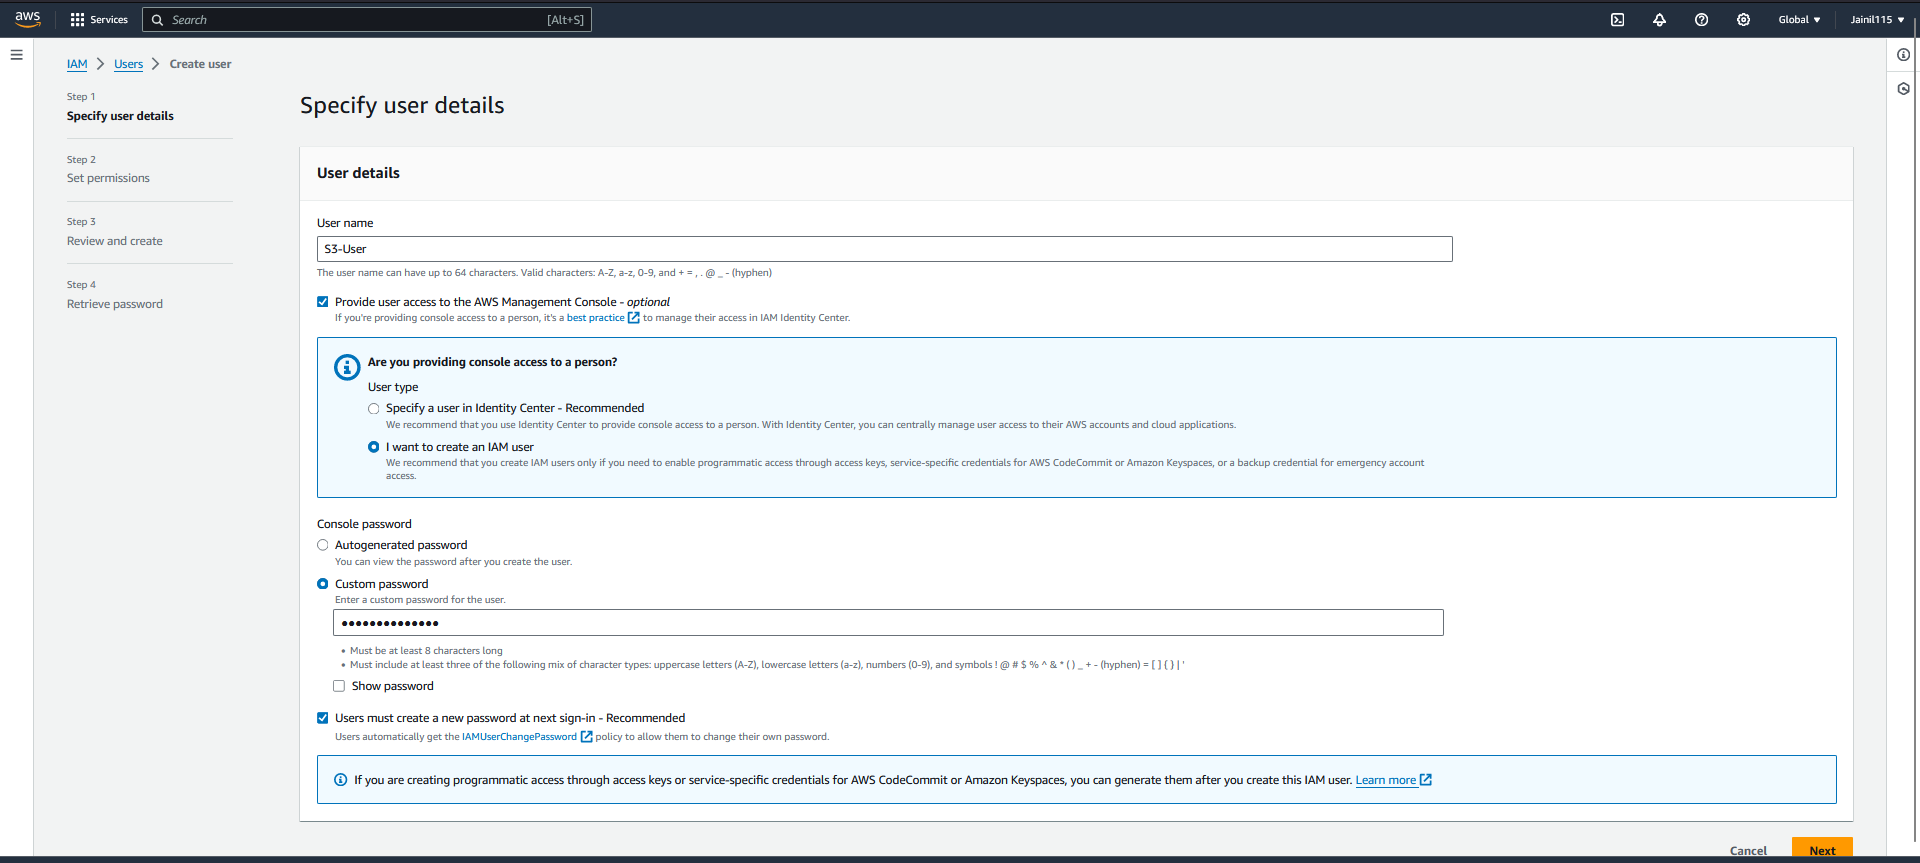 aws
Services
Search
[Alt+S]
Global
Jainil115
IAM
Users
Create user
Step 1
Specify user details
Step 2
Set permissions
Step 3
Review and create
Step 4
Retrieve password
Specify user details
User details
User name
S3-User
The user name can have up to 64 characters. Valid characters: A-Z, a-z, 0-9, and + = , . @ _ - (hyphen)
Provide user access to the AWS Management Console - optional
If you're providing console access to a person, it's a best practice to manage their access in IAM Identity Center.
Are you providing console access to a person?
User type
Specify a user in Identity Center - Recommended
We recommend that you use Identity Center to provide console access to a person. With Identity Center, you can centrally manage user access to their AWS accounts and cloud applications.
I want to create an IAM user
We recommend that you create IAM users only if you need to enable programmatic access through access keys, service-specific credentials for AWS CodeCommit or Amazon Keyspaces, or a backup credential for emergency account
access.
Console password
Autogenerated password
You can view the password after you create the user.
Custom password
Enter a custom password for the user.
••••••••••••••
• Must be at least 8 characters long
• Must include at least three of the following mix of character types: uppercase letters (A-Z), lowercase letters (a-z), numbers (0-9), and symbols ! @ # $ % ^ & * ( ) _ + - (hyphen) = [ ] { } | '
Show password
Users must create a new password at next sign-in - Recommended
Users automatically get the IAMUserChangePassword policy to allow them to change their own password.
If you are creating programmatic access through access keys or service-specific credentials for AWS CodeCommit or Amazon Keyspaces, you can generate them after you create this IAM user. Learn more
Cancel
Next